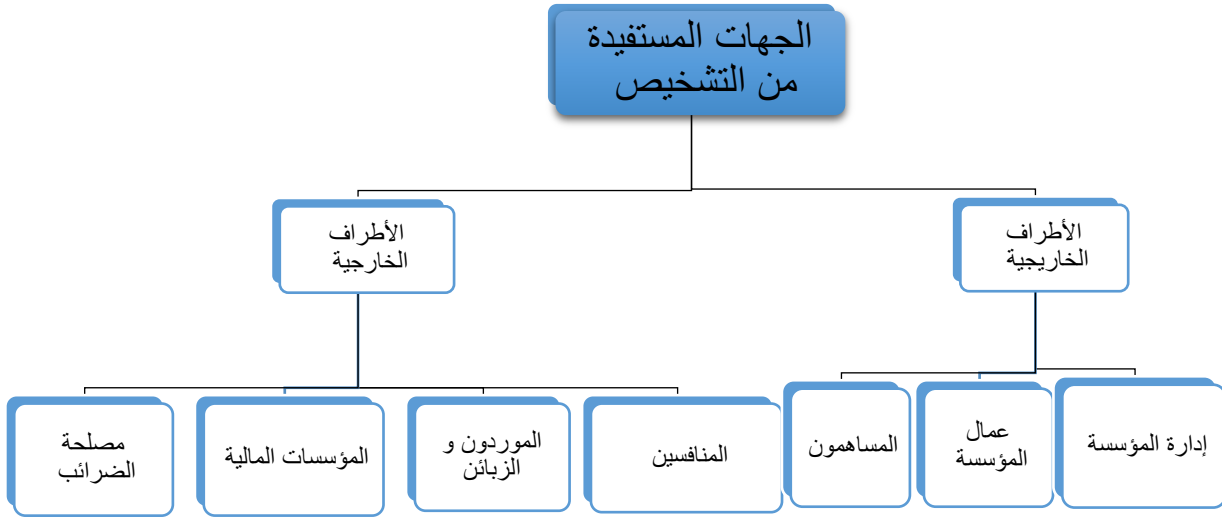 الجهات المستفيدة
من التشخيص
الأطراف
الخاريجية
الأطراف
الخارجية
إدارة المؤسسة
عمال
المؤسسة
المساهمون
المنافسين
الموردون و
الزبائن
المؤسسات المالية
مصلحة
الضرائب